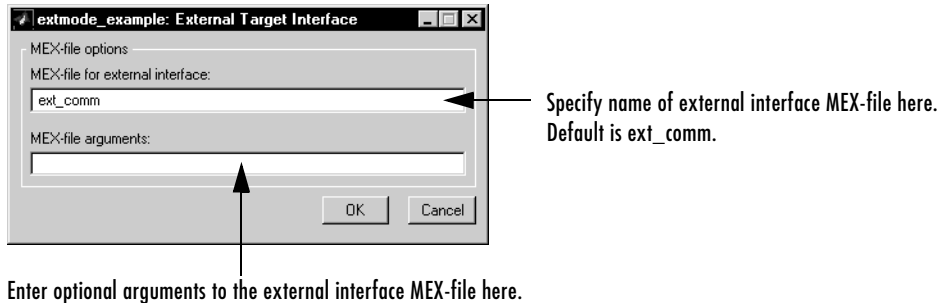 extmode_example: External Target Interface
MEX-file options
MEX-file for external interface:
ext_comm
Specify name of external interface MEX-file here.
Default is ext_comm.
MEX-file arguments:
OK
Cancel
Enter optional arguments to the external interface MEX-file here.